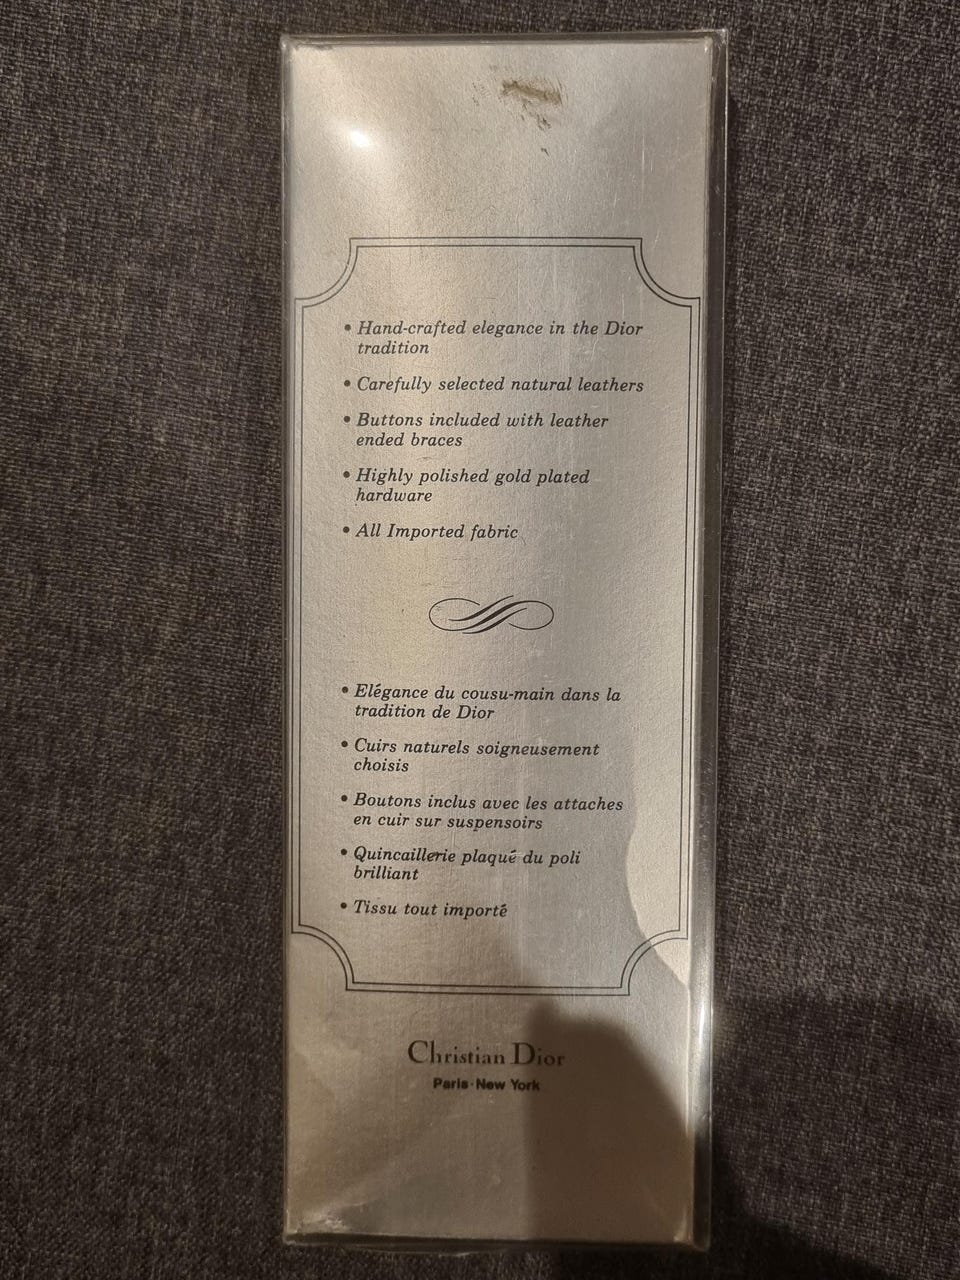 • Hand-crafted elegance in the Dior
tradition
• Carefully selected natural leathers
• Buttons included with leather
ended braces
• Highly polished gold plated
hardware
• All Imported fabric
• Elégance du cousu-main dans la
tradition de Dior
• Cuirs naturels soigneusement
choisis
• Boutons inclus avec les attaches
en cuir sur suspensoirs
• Quincaillerie plaqué du poli
brilliant
• Tissu tout importé
Christian Dior
Paris·New York